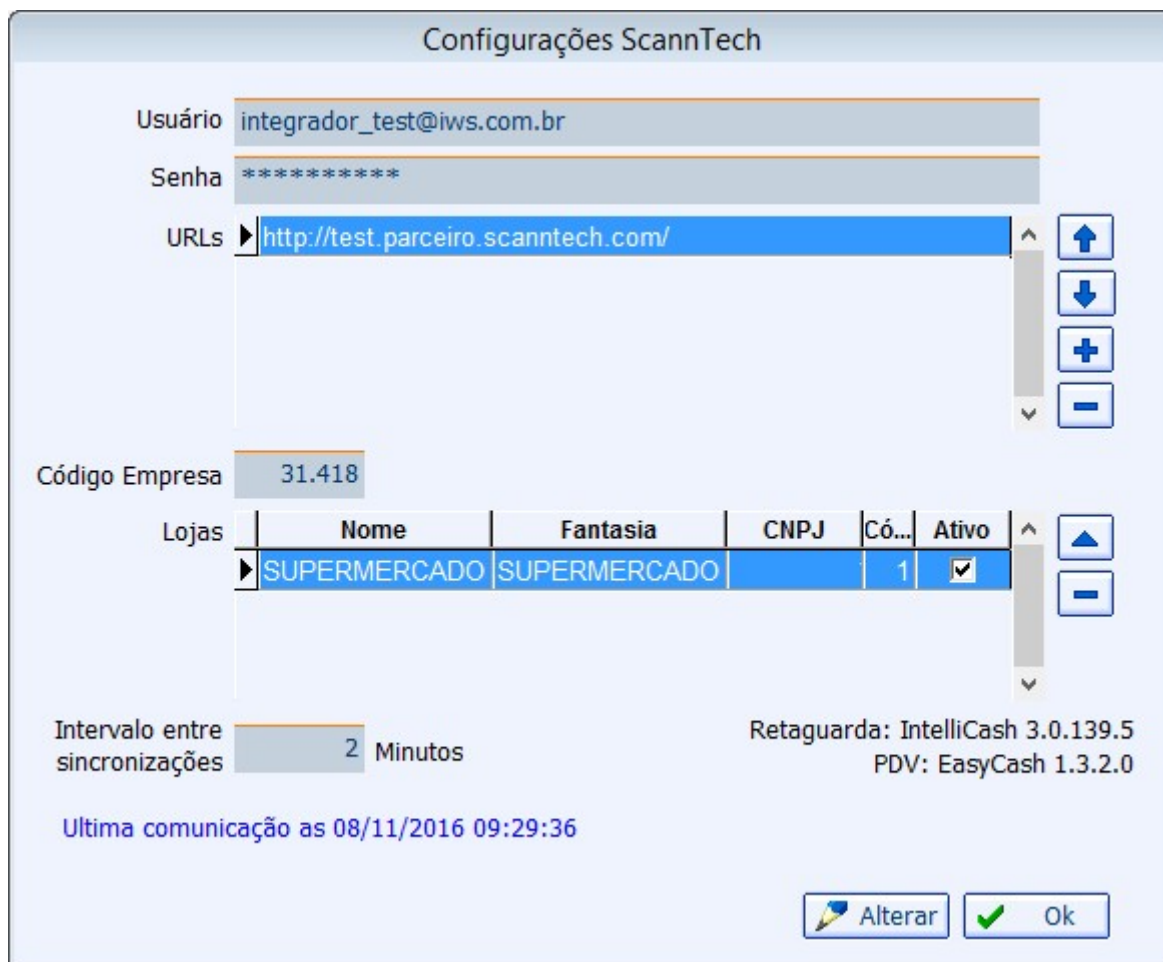 Configurações ScannTech
Usuário integrador_test@iws.com.br
Senha **********
URLs http://test.parceiro.scanntech.com/
Código Empresa 31.418
Lojas Nome Fantasia CNPJ Có... Ativo
SUPERMERCADO SUPERMERCADO 1
Intervalo entre
sincronizações 2 Minutos
Retaguarda: IntelliCash 3.0.139.5
PDV: EasyCash 1.3.2.0
Ultima comunicação as 08/11/2016 09:29:36
Alterar Ok